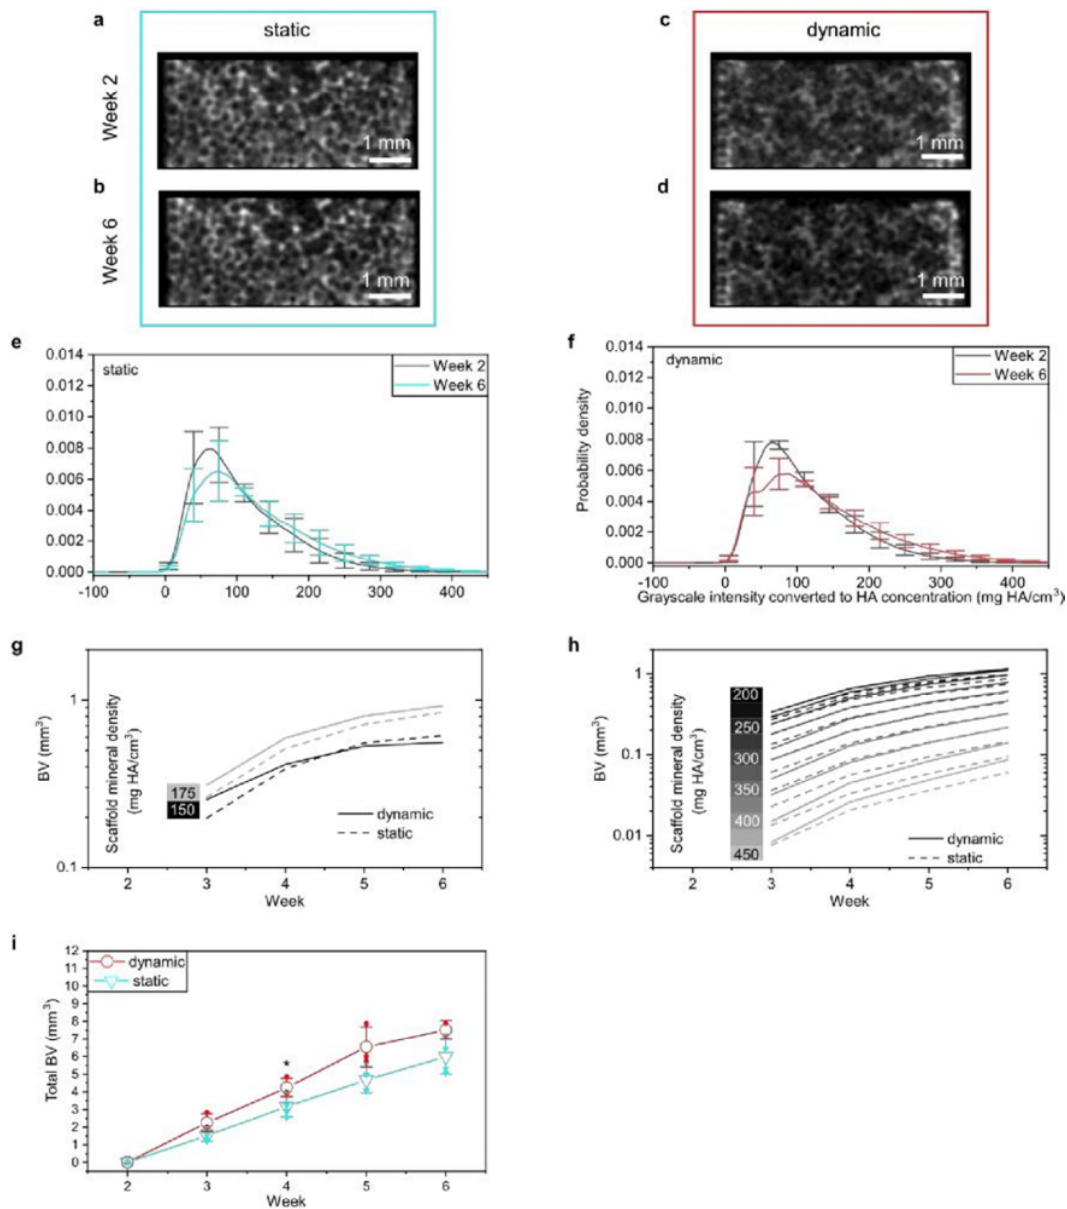 a
static
c
dynamic
Week 2
1 mm
1 mm
b
d
Week 6
1 mm
1 mm
e
0.014
0.012
0.010
0.008
0.006
0.004
0.002
0.000
static
Week 2
Week 6
-100 0 100 200 300 400
f
0.014
0.012
0.010
0.008
0.006
0.004
0.002
0.000
Probability density
dynamic
Week 2
Week 6
-100 0 100 200 300 400
Grayscale intensity converted to HA concentration (mg HA/cm³)
g
BV (mm³)
1
0.1
Scaffold mineral density
(mg HA/cm³)
175
150
dynamic
static
2 3 4 5 6
Week
h
BV (mm³)
1
0.1
0.01
Scaffold mineral density
(mg HA/cm³)
200
250
300
350
400
450
dynamic
static
2 3 4 5 6
Week
i
Total BV (mm³)
12
11
10
9
8
7
6
5
4
3
2
1
0
dynamic
static
*
2 3 4 5 6
Week